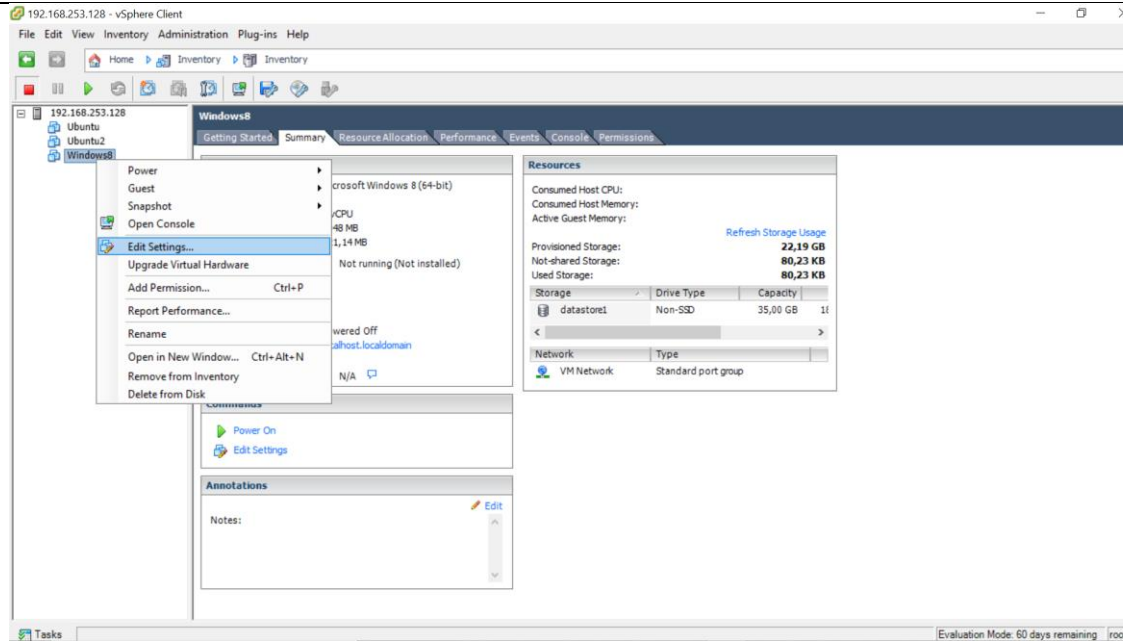 192.168.253.128 - vSphere Client
File Edit View Inventory Administration Plug-ins Help
Home Inventory Inventory
192.168.253.128
Ubuntu
Ubuntu2
Windows8
Windows8
Getting Started Summary Resource Allocation Performance Events Console Permissions
Power
Guest
Snapshot
Open Console
Edit Settings...
Upgrade Virtual Hardware
Add Permission... Ctrl+P
Report Performance...
Rename
Open in New Window... Ctrl+Alt+N
Remove from Inventory
Delete from Disk
crosoft Windows 8 (64-bit)
vCPU
48 MB
1,14 MB
Not running (Not installed)
wered Off
alhost.localdomain
N/A
Commands
Power On
Edit Settings
Annotations
Edit
Notes:
Resources
Consumed Host CPU:
Consumed Host Memory:
Active Guest Memory:
Refresh Storage Usage
Provisioned Storage: 22,19 GB
Not-shared Storage: 80,23 KB
Used Storage: 80,23 KB
Storage Drive Type Capacity
datastore1 Non-SSD 35,00 GB 18
Network Type
VM Network Standard port group
Tasks Evaluation Mode: 60 days remaining roo